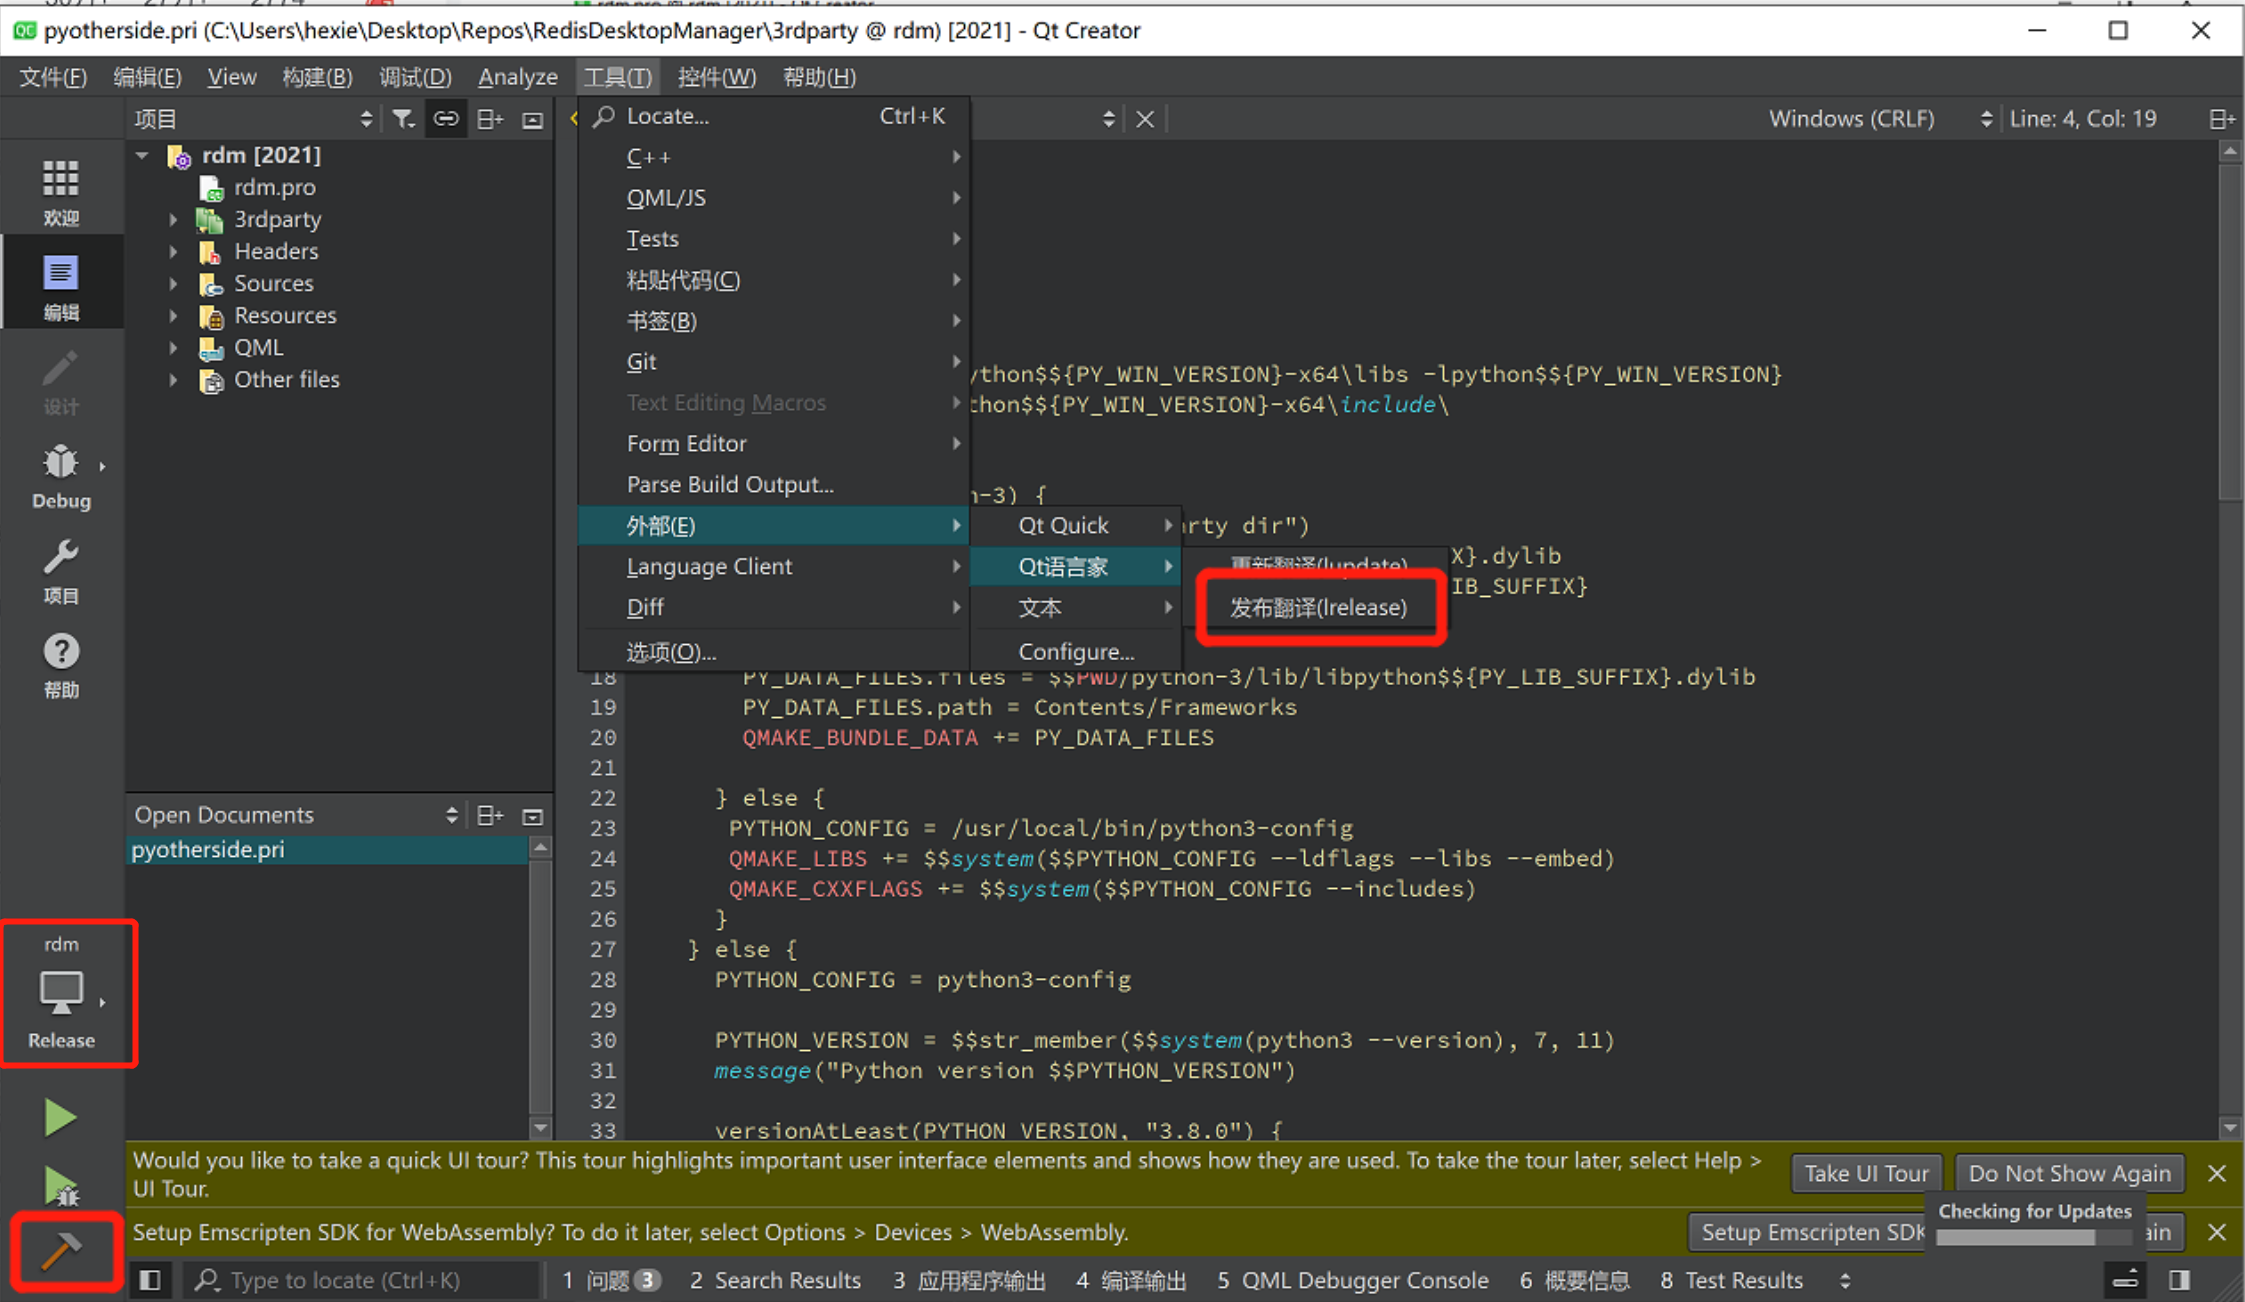 pyotherside.pri (C:\Users\hexie\Desktop\Repos\RedisDesktopManager\3rdparty @ rdm) [2021] - Qt Creator
文件(F) 编辑(E) View 构建(B) 调试(D) Analyze 工具(T) 控件(W) 帮助(H)
项目
Windows (CRLF) Line: 4, Col: 19
欢迎
编辑
设计
Debug
项目
帮助
rdm
Release
rdm [2021]
rdm.pro
3rdparty
Headers
Sources
Resources
QML
Other files
Open Documents
pyotherside.pri
Locate... Ctrl+K
C++
QML/JS
Tests
粘贴代码(C)
书签(B)
Git
Text Editing Macros
Form Editor
Parse Build Output...
外部(E)
Language Client
Diff
选项(O)...
Qt Quick
Qt语言家
文本
Configure...
更新翻译(lupdate)
发布翻译(lrelease)
ython$${PY_WIN_VERSION}-x64\libs -lpython$${PY_WIN_VERSION}
thon$${PY_WIN_VERSION}-x64\include\
n-3) {
arty dir")
X}.dylib
IB_SUFFIX}
18 PY_DATA_FILES.files = $$PWD/python-3/lib/libpython$${PY_LIB_SUFFIX}.dylib
19 PY_DATA_FILES.path = Contents/Frameworks
20 QMAKE_BUNDLE_DATA += PY_DATA_FILES
21
22 } else {
23 PYTHON_CONFIG = /usr/local/bin/python3-config
24 QMAKE_LIBS += $$system($$PYTHON_CONFIG --ldflags --libs --embed)
25 QMAKE_CXXFLAGS += $$system($$PYTHON_CONFIG --includes)
26 }
27 } else {
28 PYTHON_CONFIG = python3-config
29
30 PYTHON_VERSION = $$str_member($$system(python3 --version), 7, 11)
31 message("Python version $$PYTHON_VERSION")
32
33 versionAtLeast(PYTHON_VERSION, "3.8.0") {
Would you like to take a quick UI tour? This tour highlights important user interface elements and shows how they are used. To take the tour later, select Help >
UI Tour.
Take UI Tour Do Not Show Again
Setup Emscripten SDK for WebAssembly? To do it later, select Options > Devices > WebAssembly.
Setup Emscripten SDK ain
Checking for Updates
Type to locate (Ctrl+K) 1 问题 3 2 Search Results 3 应用程序输出 4 编译输出 5 QML Debugger Console 6 概要信息 8 Test Results